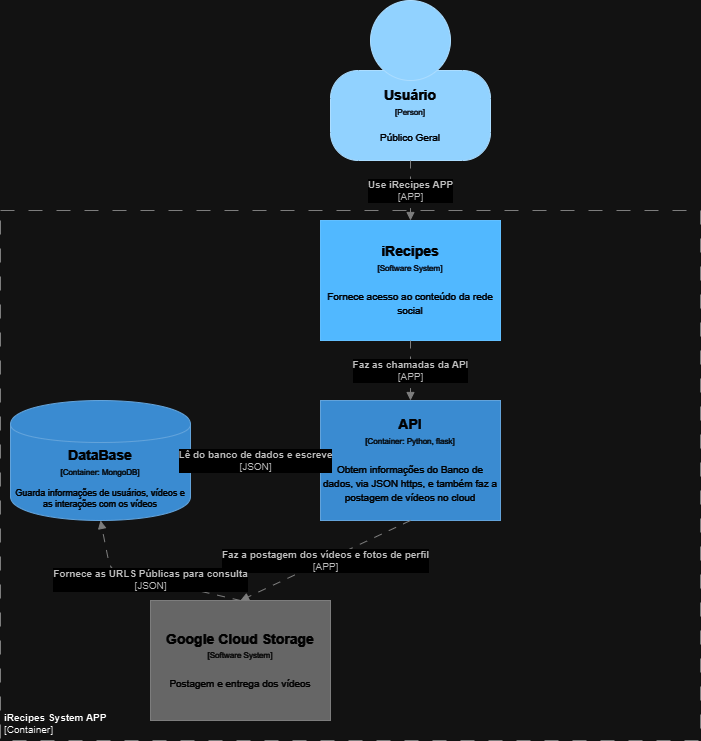 Usuário
[Person]
Público Geral
Use iRecipes APP
[APP]
iRecipes
[Software System]
Fornece acesso ao conteúdo da rede
social
Faz as chamadas da API
[APP]
DataBase
[Container: MongoDB]
Guarda informações de usuários, vídeos e
as interações com os vídeos
Lê do banco de dados e escreve
[JSON]
API
[Container: Python, flask]
Obtem informações do Banco de
dados, via JSON https, e também faz a
postagem de vídeos no cloud
Faz a postagem dos vídeos e fotos de perfil
[APP]
Fornece as URLS Públicas para consulta
[JSON]
Google Cloud Storage
[Software System]
Postagem e entrega dos vídeos
iRecipes System APP
[Container]